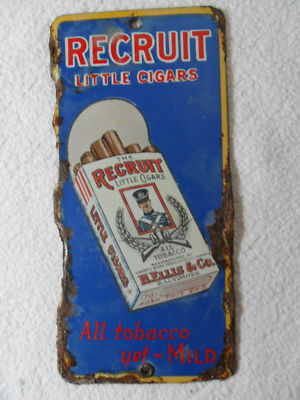 RECRUIT
LITTLE CIGARS
THE
RECRUIT
LITTLE CIGARS
LITTLE CIGARS
ALL
TOBACCO
H. ELLIS & CO.
BALTIMORE
All tobacco
yet - MILD